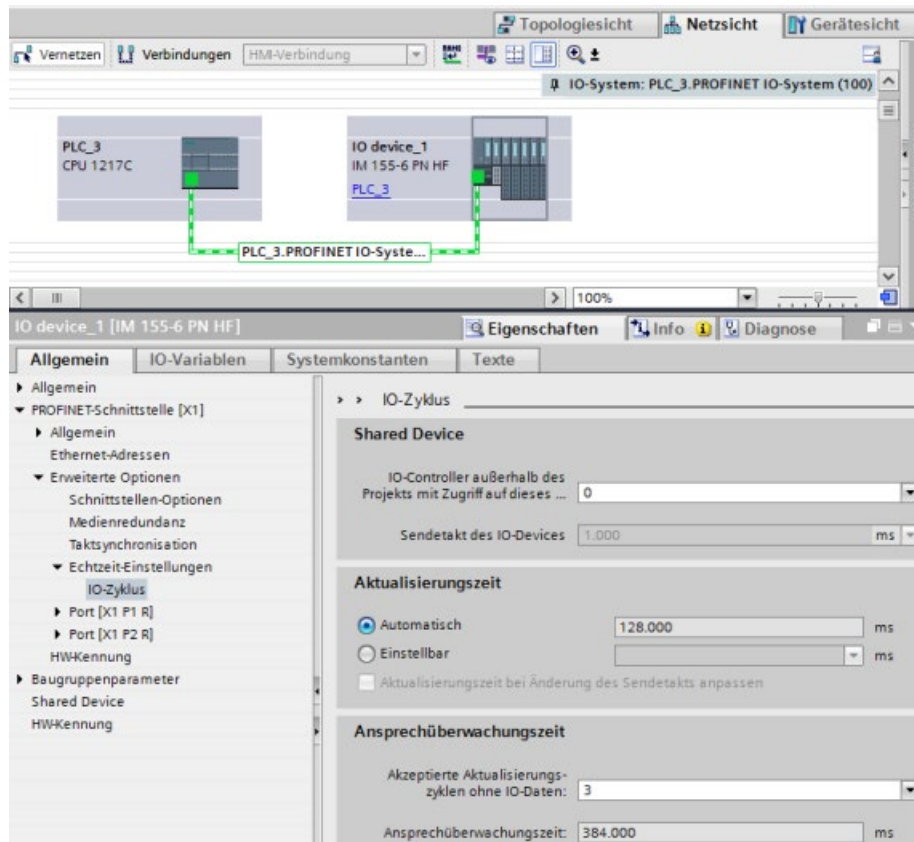 Topologiesicht Netzsicht Gerätesicht
Vernetzen Verbindungen HMI-Verbindung
IO-System: PLC_3.PROFINET IO-System (100)
PLC_3
CPU 1217C
IO device_1
IM 155-6 PN HF
PLC_3
PLC_3.PROFINET IO-Syste...
100%
IO device_1 [IM 155-6 PN HF]
Eigenschaften Info Diagnose
Allgemein IO-Variablen Systemkonstanten Texte
Allgemein
PROFINET-Schnittstelle [X1]
Allgemein
Ethernet-Adressen
Erweiterte Optionen
Schnittstellen-Optionen
Medienredundanz
Taktsynchronisation
Echtzeit-Einstellungen
IO-Zyklus
Port [X1 P1 R]
Port [X1 P2 R]
HW-Kennung
Baugruppenparameter
Shared Device
HW-Kennung
> > IO-Zyklus
Shared Device
IO-Controller außerhalb des
Projekts mit Zugriff auf dieses ... 0
Sendetakt des IO-Devices 1.000 ms
Aktualisierungszeit
Automatisch 128.000 ms
Einstellbar ms
Aktualisierungszeit bei Änderung des Sendetakts anpassen
Ansprechüberwachungszeit
Akzeptierte Aktualisierungs-
zyklen ohne IO-Daten: 3
Ansprechüberwachungszeit: 384.000 ms